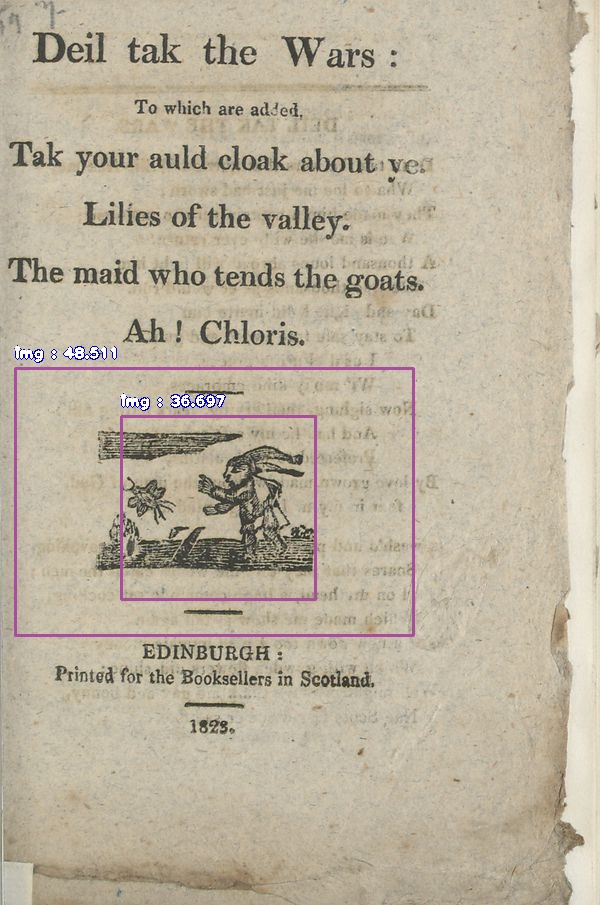 Deil tak the Wars :
To which are added,
Tak your auld cloak about ye.
Lilies of the valley.
The maid who tends the goats.
Ah ! Chloris.
img : 48.511
img : 36.697
EDINBURGH :
Printed for the Booksellers in Scotland.
1823.